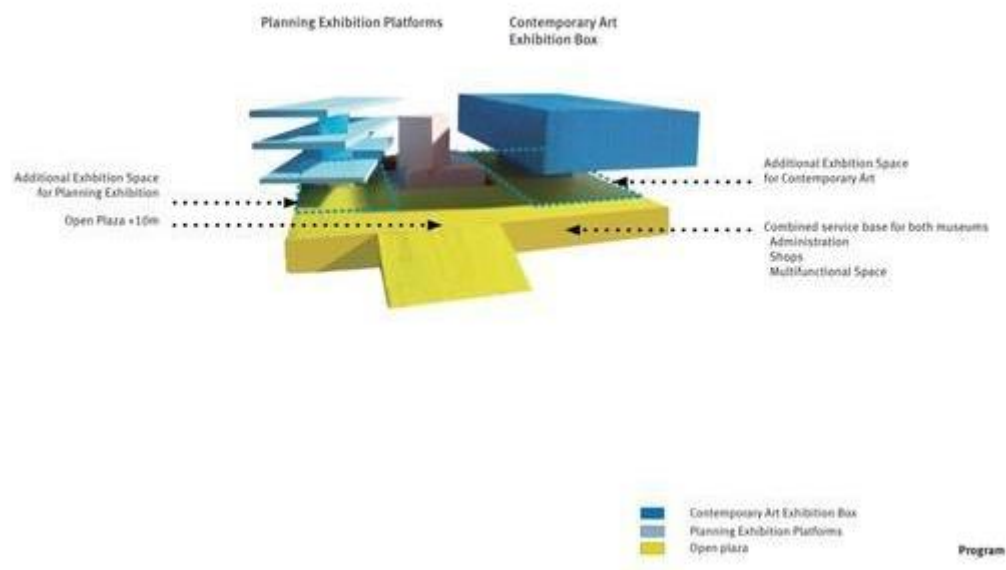 Planning Exhibition Platforms
Contemporary Art
Exhibition Box
Additional Exhbition Space
for Planning Exhibition
Open Plaza +10m
Additional Exhbition Space
for Contemporary Art
Combined service base for both museums
Administration
Shops
Multifunctional Space
Contemporary Art Exhibition Box
Planning Exhibition Platforms
Open plaza
Program